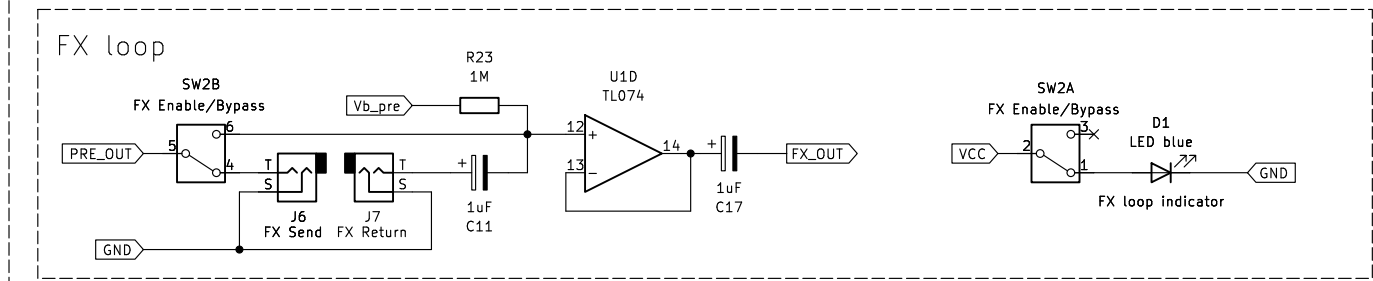 FX loop
SW2B
FX Enable/Bypass
PRE_OUT
5
6
4
Vb_pre
R23
1M
T
S
J6
FX Send
T
S
J7
FX Return
GND
+
1uF
C11
U1D
TL074
12
+
13
-
14
+
1uF
C17
FX_OUT
SW2A
FX Enable/Bypass
VCC
2
3
1
D1
LED blue
FX loop indicator
GND